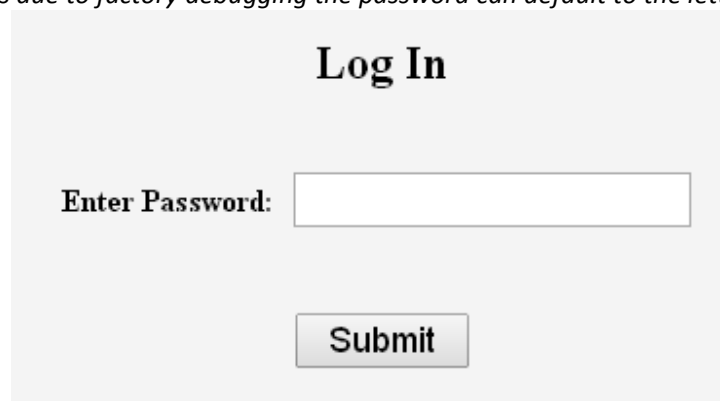 due to factory debugging the password can default to the
Log In
Enter Password:
Submit